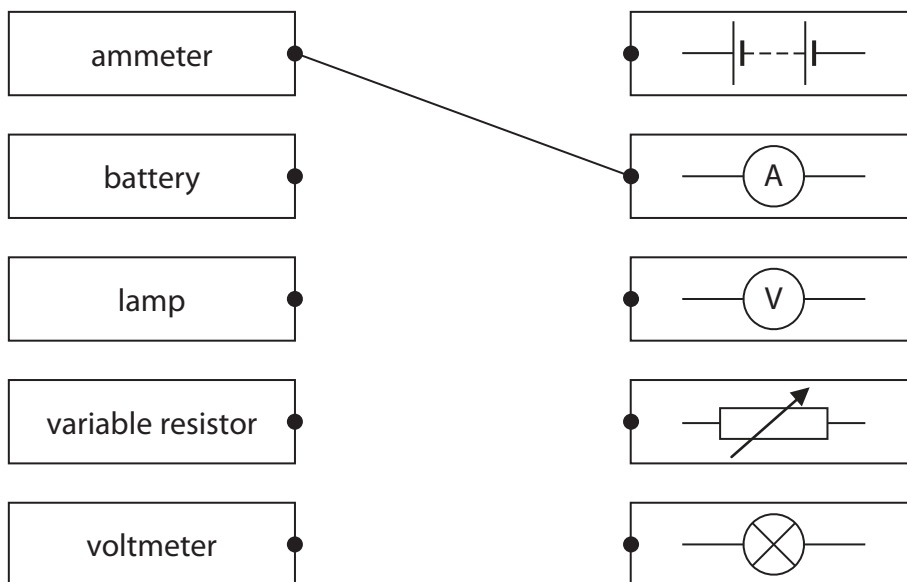 ammeter
battery
A
lamp
V
variable resistor
voltmeter